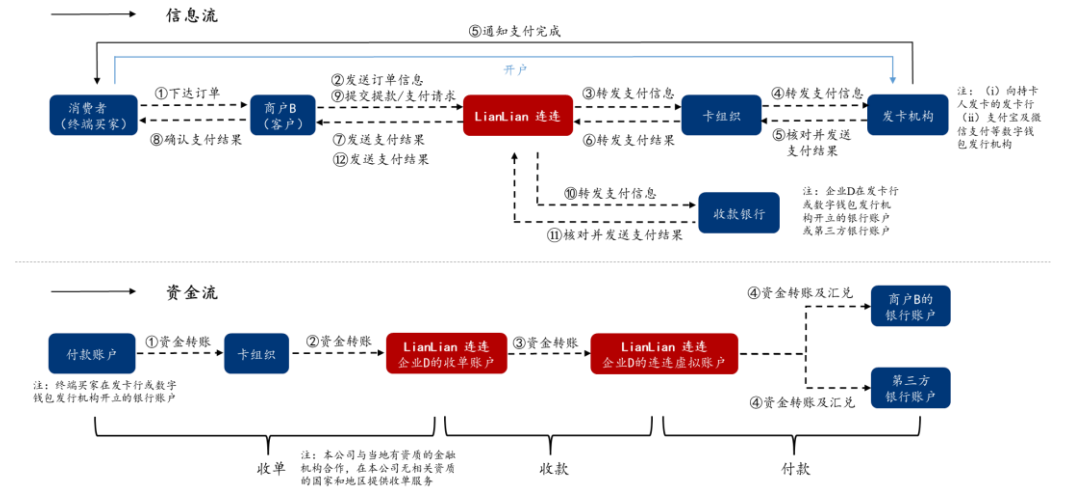 信息流
⑤通知支付完成
开户
消费者
（终端买家）
①下达订单
⑧确认支付结果
商户B
（客户）
②发送订单信息
⑨提交提款/支付请求
⑦发送支付结果
⑫发送支付结果
LianLian 连连
③转发支付信息
⑥转发支付结果
卡组织
④转发支付信息
⑤核对并发送
支付结果
发卡机构
注：（i）向持卡
人发卡的发卡行
（ii）支付宝及微
信支付等数字钱
包发行机构
⑩转发支付信息
⑪核对并发送支付结果
收款银行
注：企业D在发卡行
或数字钱包发行机
构开立的银行账户
或第三方银行账户
资金流
付款账户
①资金转账
卡组织
②资金转账
LianLian 连连
企业D的收单账户
③资金转账
LianLian 连连
企业D的连连虚拟账户
④资金转账及汇兑
商户B的
银行账户
④资金转账及汇兑
第三方
银行账户
注：终端买家在发卡行或数字
钱包发行机构开立的银行账户
收单
注：本公司与当地有资质的金融
机构合作，在本公司无相关资质
的国家和地区提供收单服务
收款
付款